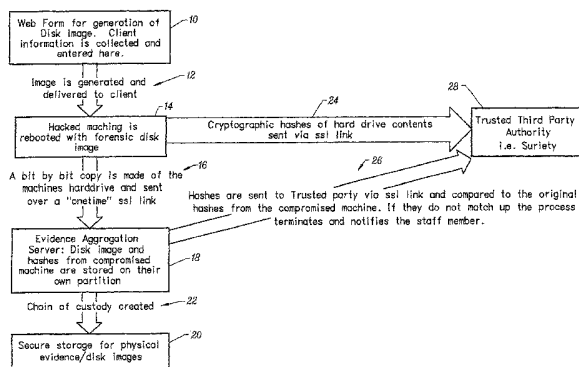 Web Form for generation of
Disk Image. Client
information is collected and
entered here.
10
Image is generated and
delivered to client
12
Hacked maching is
rebooted with forensic disk
image
14
24
Cryptographic hashes of hard drive contents
sent via ssl link
28
Trusted Third Party
Authority
i.e. Suriety
A bit by bit copy is made of the
machines harddrive and sent
over a "onetime" ssl link
16
26
Hashes are sent to Trusted party via ssl link and compared to the original
hashes from the compromised machine. If they do not match up the process
terminates and notifies the staff member.
Evidence Aggregation
Server: Disk image and
hashes from compromised
machine are stored on their
own partition
18
Chain of custody created
22
Secure storage for physical
evidence/disk images
20